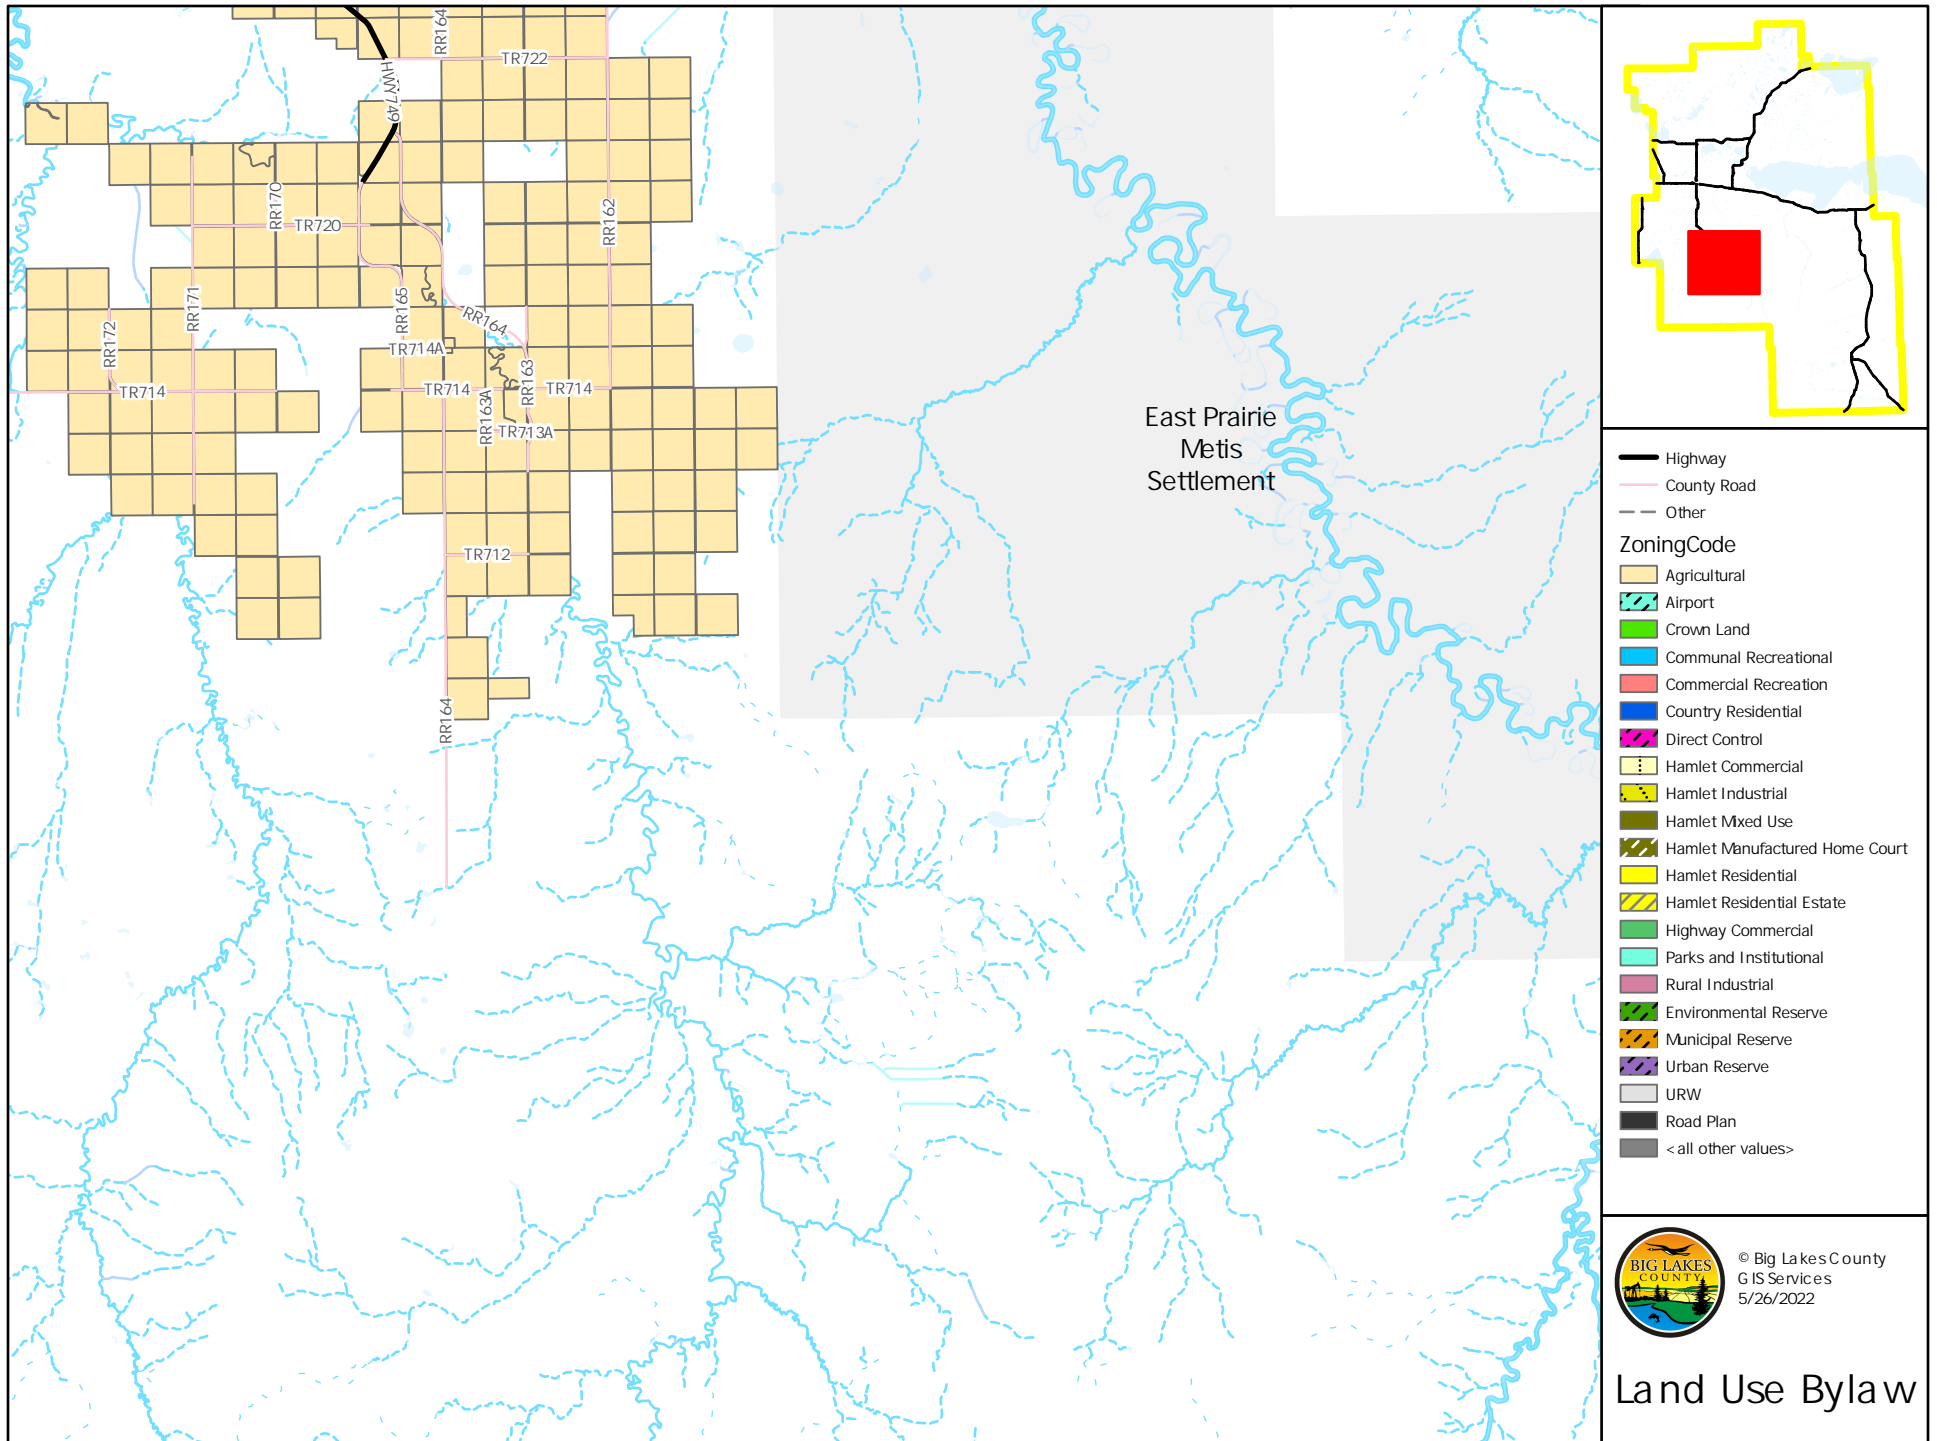 RR164
TR722
HWY749
RR170
TR720
RR162
RR171
RR165
RR164
RR172
TR714A
TR714
TR714
RR163
TR714
RR163A
TR713A
TR712
RR164
East Prairie
Metis
Settlement
Highway
County Road
Other
ZoningCode
Agricultural
Airport
Crown Land
Communal Recreational
Commercial Recreation
Country Residential
Direct Control
Hamlet Commercial
Hamlet Industrial
Hamlet Mixed Use
Hamlet Manufactured Home Court
Hamlet Residential
Hamlet Residential Estate
Highway Commercial
Parks and Institutional
Rural Industrial
Environmental Reserve
Municipal Reserve
Urban Reserve
URW
Road Plan
<all other values>
BIG LAKES
COUNTY
© Big Lakes County
GIS Services
5/26/2022
Land Use Bylaw